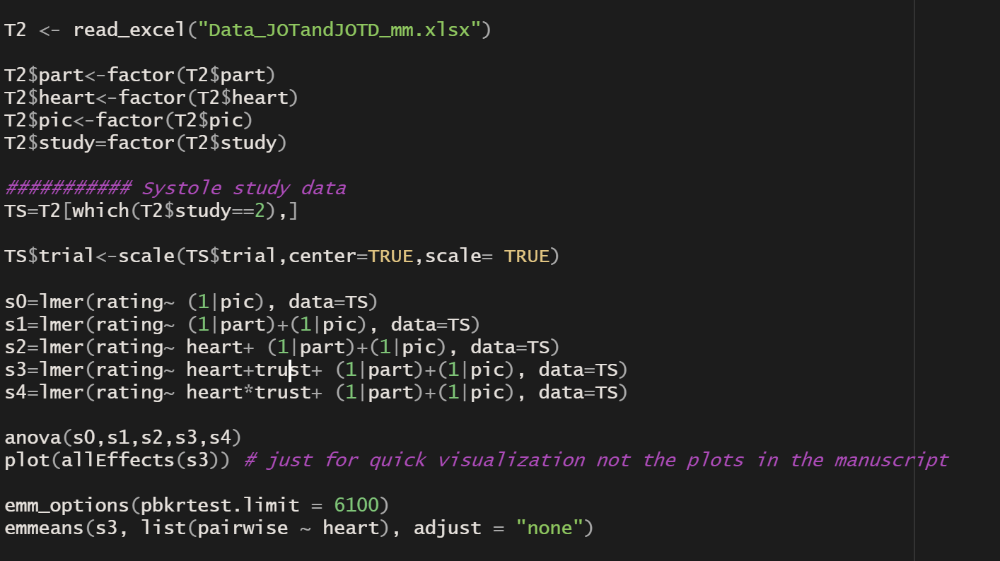 T2 <- read_excel("Data_JOTandJOTD_mm.xlsx")
T2$part<-factor(T2$part)
T2$heart<-factor(T2$heart)
T2$pic<-factor(T2$pic)
T2$study=factor(T2$study)
########### Systole study data
TS=T2[which(T2$study==2),]
TS$trial<-scale(TS$trial,center=TRUE,scale= TRUE)
s0=lmer(rating~ (1|pic), data=TS)
s1=lmer(rating~ (1|part)+(1|pic), data=TS)
s2=lmer(rating~ heart+ (1|part)+(1|pic), data=TS)
s3=lmer(rating~ heart+trust+ (1|part)+(1|pic), data=TS)
s4=lmer(rating~ heart*trust+ (1|part)+(1|pic), data=TS)
anova(s0,s1,s2,s3,s4)
plot(allEffects(s3)) # just for quick visualization not the plots in the manuscript
emm_options(pbkrtest.limit = 6100)
emmeans(s3, list(pairwise ~ heart), adjust = "none")